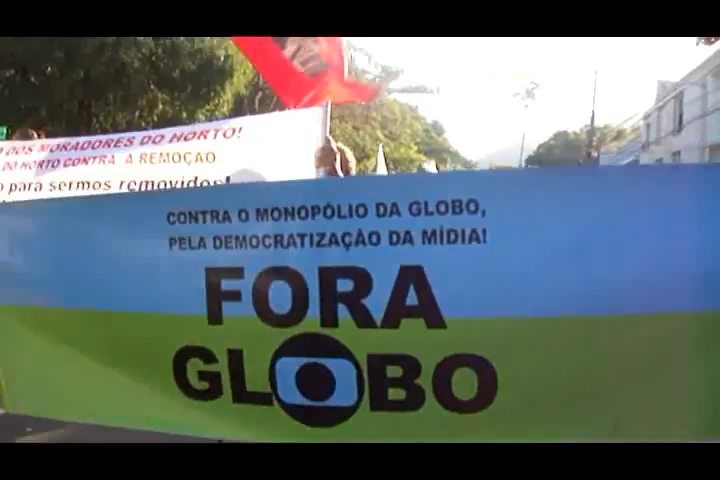 DOS MORADORES DO HORTO!
DO HORTO CONTRA A REMOÇÃO
para sermos removidos!
CONTRA O MONOPÓLIO DA GLOBO,
PELA DEMOCRATIZAÇÃO DA MÍDIA!
FORA
GLOBO